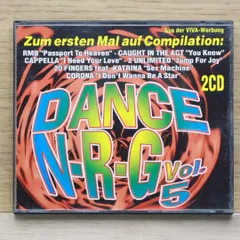 Aus der VIVA-Werbung
Zum ersten Mal auf Compilation:
RMB "Passport To Heaven" - CAUGHT IN THE ACT "You Know"
CAPPELLA "I Need Your Love" - 2 UNLIMITED "Jump For Joy"
20 FINGERS feat. KATRINA "Sex Machine"
CORONA "I Don't Wanna Be A Star"
2CD
DANCE
N-R-G
Vol.
5